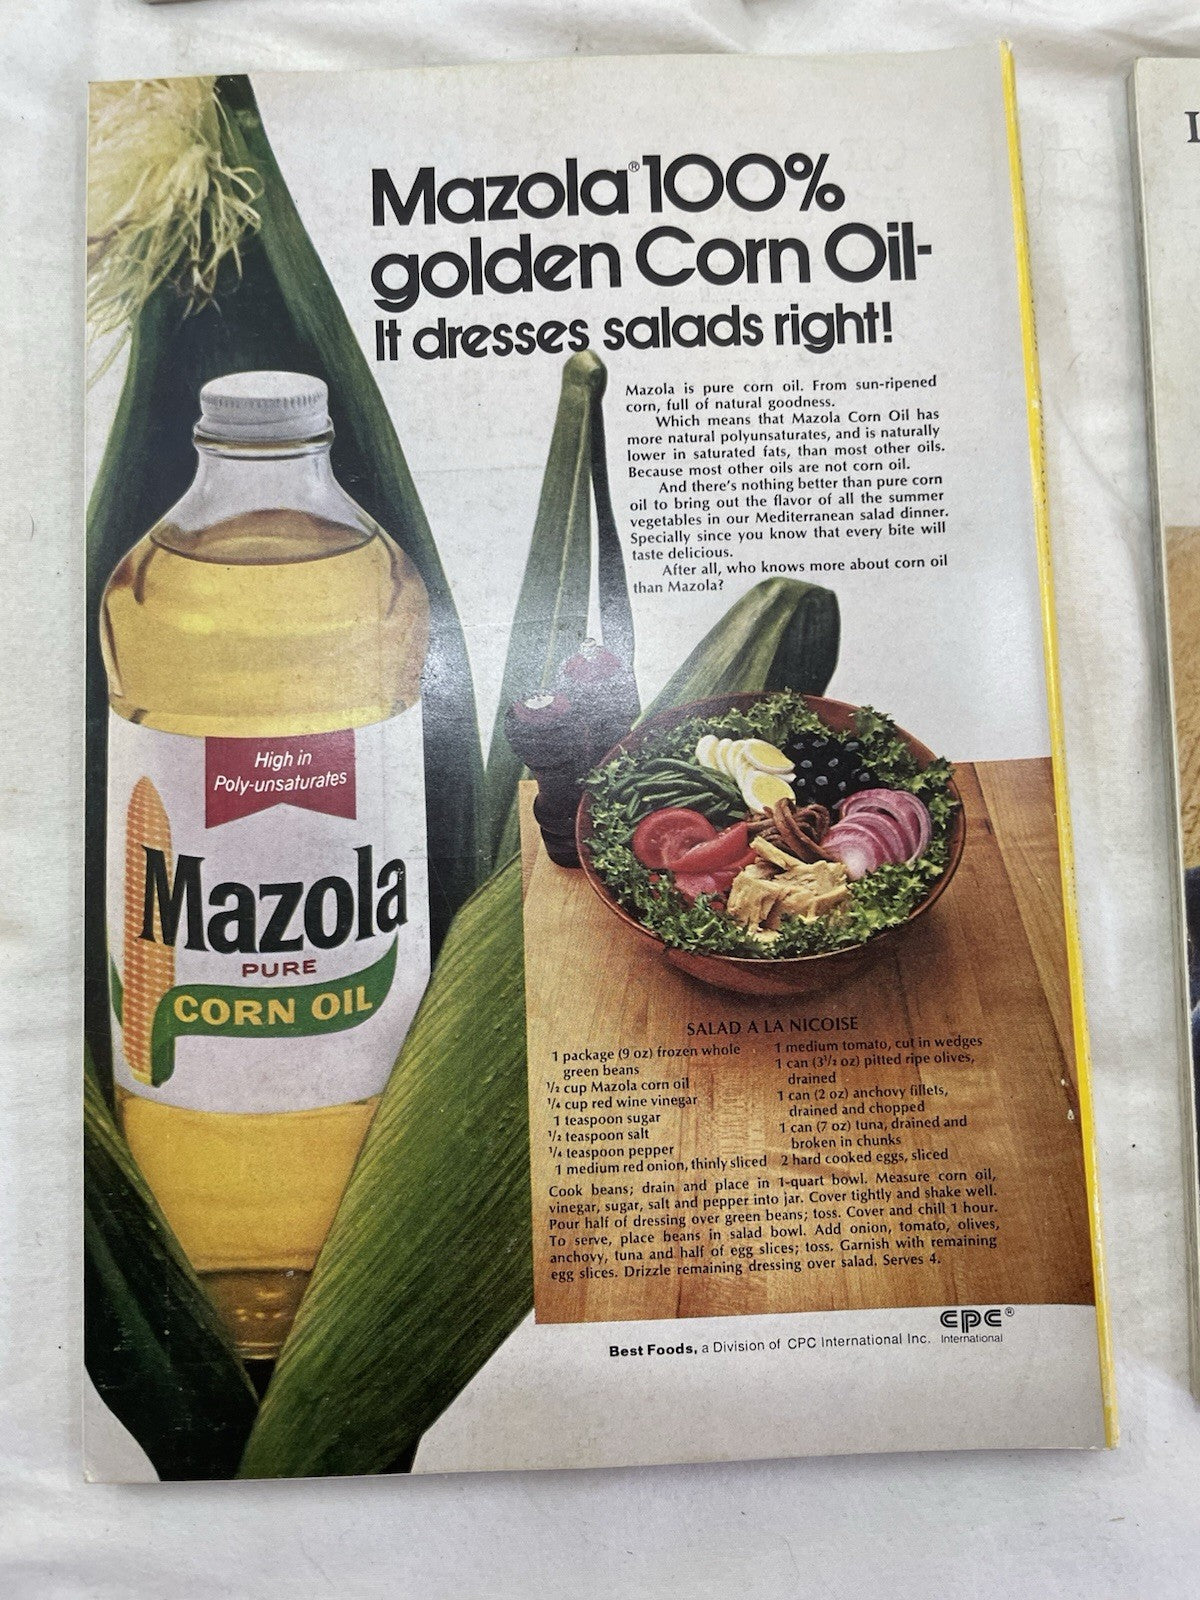 Mazola® 100%
golden Corn Oil-
It dresses salads right!
Mazola is pure corn oil. From sun-ripened
corn, full of natural goodness.
Which means that Mazola Corn Oil has
more natural polyunsaturates, and is naturally
lower in saturated fats, than most other oils.
Because most other oils are not corn oil.
And there's nothing better than pure corn
oil to bring out the flavor of all the summer
vegetables in our Mediterranean salad dinner.
Specially since you know that every bite will
taste delicious.
After all, who knows more about corn oil
than Mazola?
High in
Poly-unsaturates
Mazola
PURE
CORN OIL
SALAD A LA NICOISE
1 package (9 oz) frozen whole
green beans
1/2 cup Mazola corn oil
1/4 cup red wine vinegar
1 teaspoon sugar
1/2 teaspoon salt
1/4 teaspoon pepper
1 medium red onion, thinly sliced
1 medium tomato, cut in wedges
1 can (3 1/2 oz) pitted ripe olives,
drained
1 can (2 oz) anchovy fillets,
drained and chopped
1 can (7 oz) tuna, drained and
broken in chunks
2 hard cooked eggs, sliced
Cook beans; drain and place in 1-quart bowl. Measure corn oil,
vinegar, sugar, salt and pepper into jar. Cover tightly and shake well.
Pour half of dressing over green beans; toss. Cover and chill 1 hour.
To serve, place beans in salad bowl. Add onion, tomato, olives,
anchovy, tuna and half of egg slices; toss. Garnish with remaining
egg slices. Drizzle remaining dressing over salad. Serves 4.
Best Foods, a Division of CPC International Inc.
CPC®
International